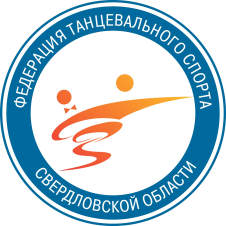 ФЕДЕРАЦИЯ ТАНЦЕВАЛЬНОГО СПОРТА
СВЕРДЛОВСКОЙ ОБЛАСТИ